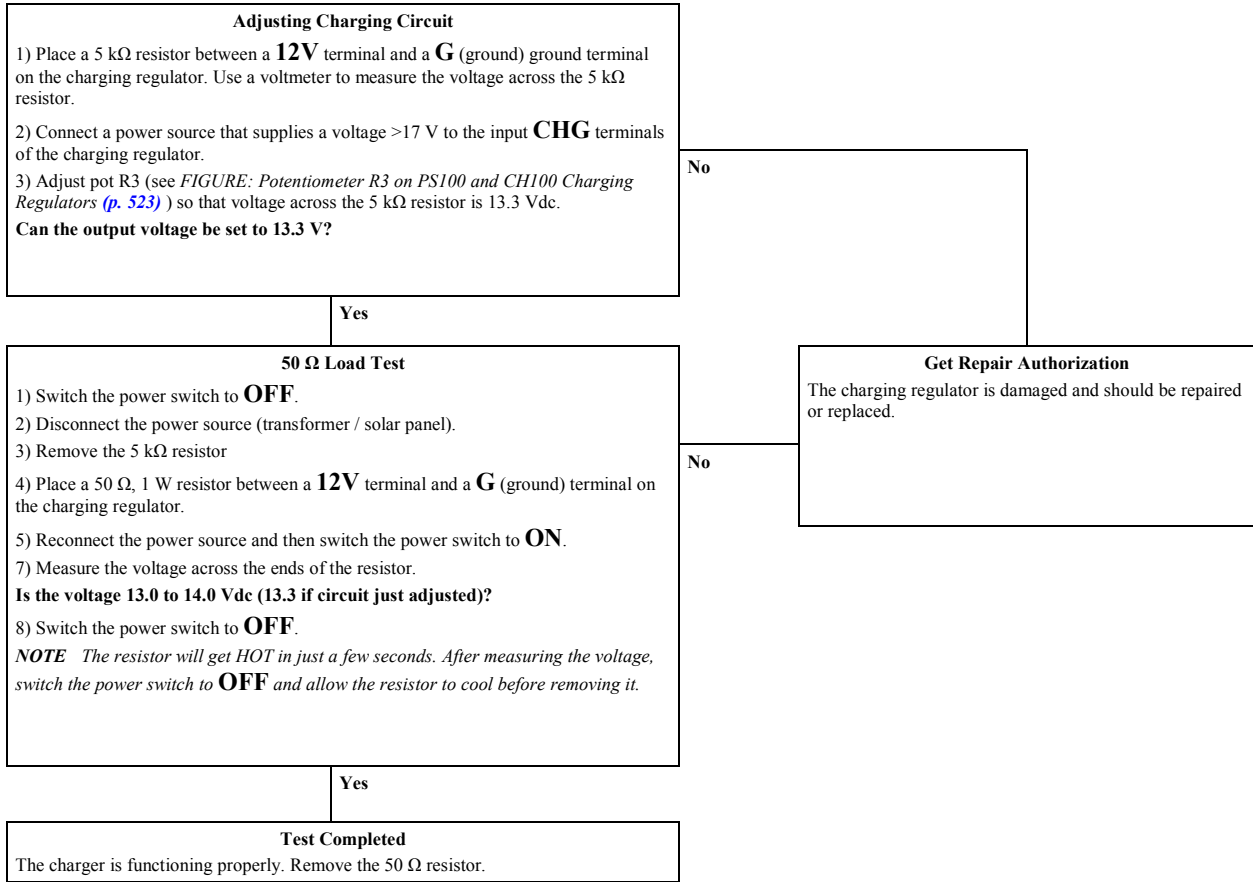 Adjusting Charging Circuit
1) Place a 5 kΩ resistor between a 12V terminal and a G (ground) ground terminal
on the charging regulator. Use a voltmeter to measure the voltage across the 5 kΩ
resistor.
2) Connect a power source that supplies a voltage >17 V to the input CHG terminals
of the charging regulator.
3) Adjust pot R3 (see FIGURE: Potentiometer R3 on PS100 and CH100 Charging
Regulators (p. 523) ) so that voltage across the 5 kΩ resistor is 13.3 Vdc.
Can the output voltage be set to 13.3 V?
No
Yes
50 Ω Load Test
1) Switch the power switch to OFF.
2) Disconnect the power source (transformer / solar panel).
3) Remove the 5 kΩ resistor
4) Place a 50 Ω, 1 W resistor between a 12V terminal and a G (ground) terminal on
the charging regulator.
5) Reconnect the power source and then switch the power switch to ON.
7) Measure the voltage across the ends of the resistor.
Is the voltage 13.0 to 14.0 Vdc (13.3 if circuit just adjusted)?
8) Switch the power switch to OFF.
NOTE The resistor will get HOT in just a few seconds. After measuring the voltage,
switch the power switch to OFF and allow the resistor to cool before removing it.
No
Get Repair Authorization
The charging regulator is damaged and should be repaired
or replaced.
Yes
Test Completed
The charger is functioning properly. Remove the 50 Ω resistor.